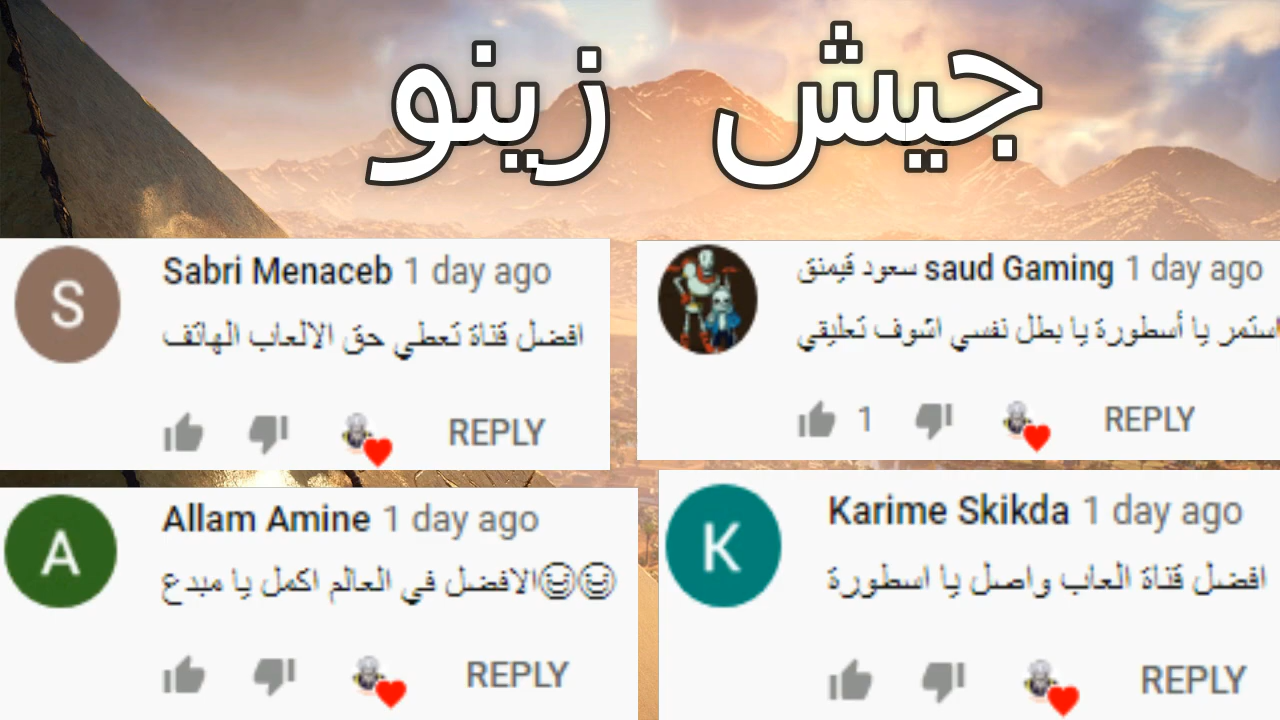 جيش زينو
Sabri Menaceb 1 day ago
افضل قناة تعطي حق الالعاب الهاتف
REPLY
سعود قيمنق saud Gaming 1 day ago
استمر يا أسطورة يا بطل نفسي اشوف تعليقي
1 REPLY
Allam Amine 1 day ago
😆😆الافضل في العالم اكمل يا مبدع
REPLY
Karime Skikda 1 day ago
افضل قناة العاب واصل يا اسطورة
REPLY